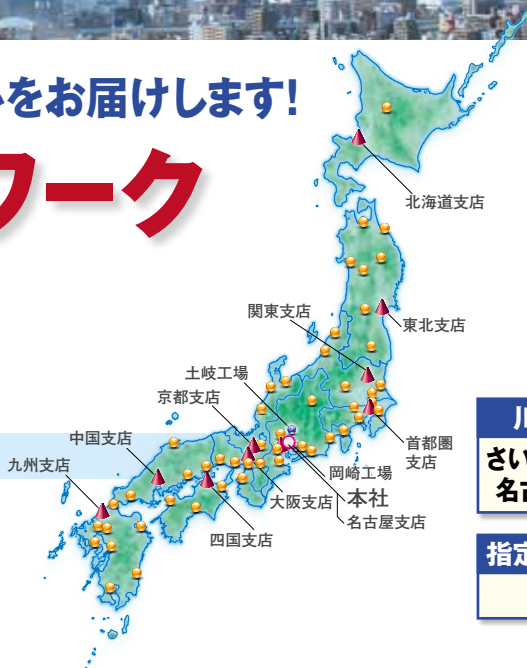 をお届けします!
ワーク
北海道支店
関東支店
東北支店
土岐工場
京都支店
中国支店
首都圏
支店
九州支店
岡崎工場
大阪支店
本社
名古屋支店
四国支店
さい
名古
指定